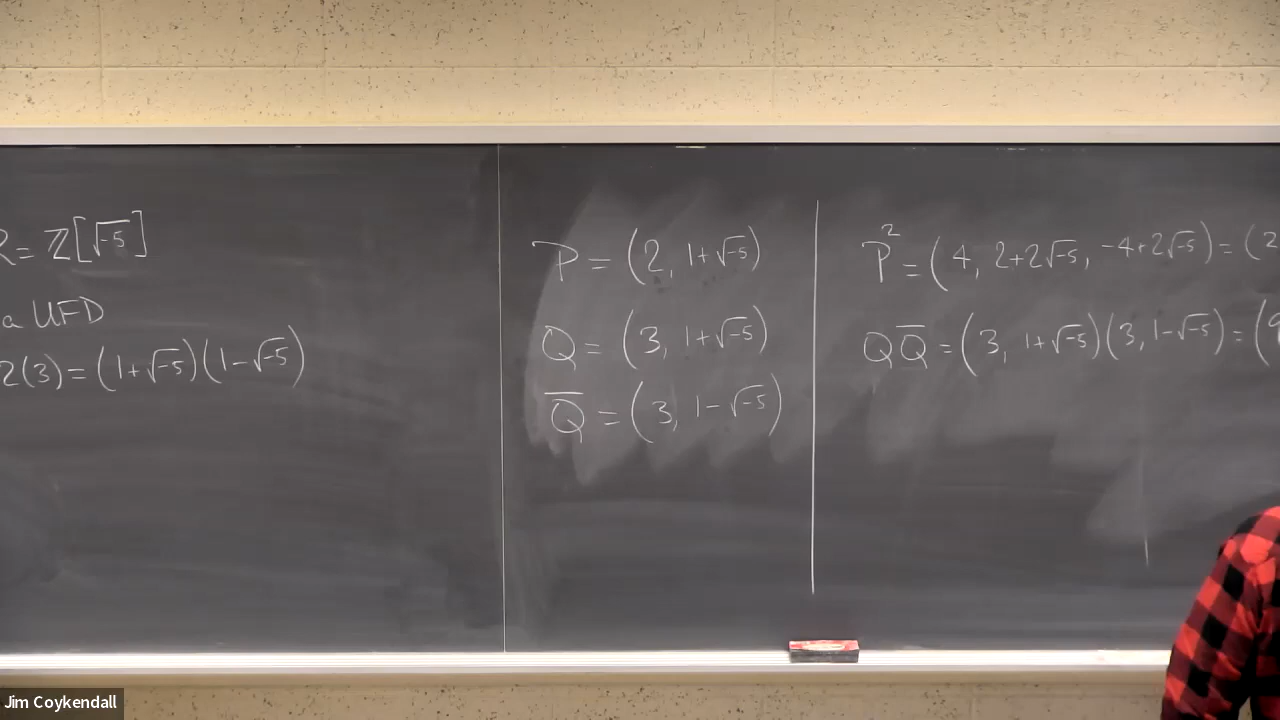 R = ℤ[√-5]
a UFD
2(3) = (1+√-5)(1-√-5)
P = (2, 1+√-5)
Q = (3, 1+√-5)
Q̅ = (3, 1-√-5)
P² = (4, 2+2√-5, -4+2√-5) = (2
QQ̅ = (3, 1+√-5)(3, 1-√-5) = (9
Jim Coykendall